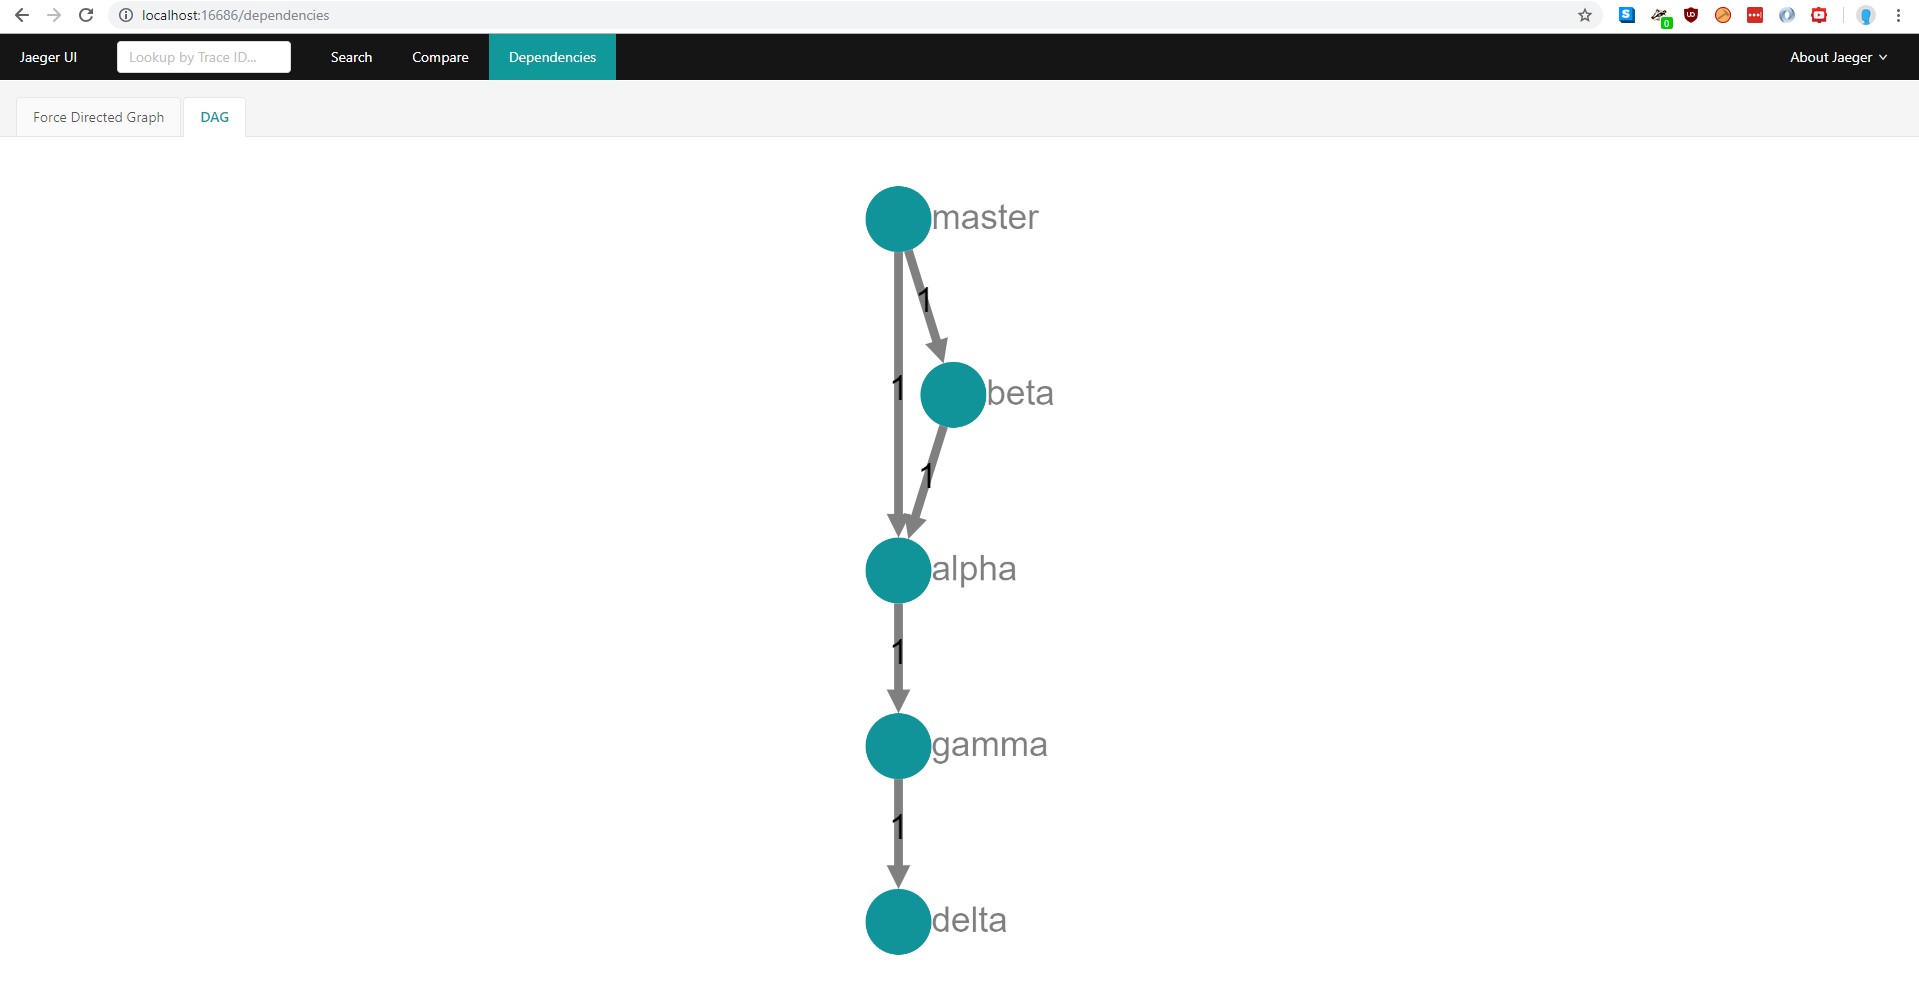 localhost:16686/dependencies
0
Jaeger UI Lookup by Trace ID... Search Compare Dependencies About Jaeger
Force Directed Graph DAG
master
1
1
beta
1
alpha
1
gamma
1
delta